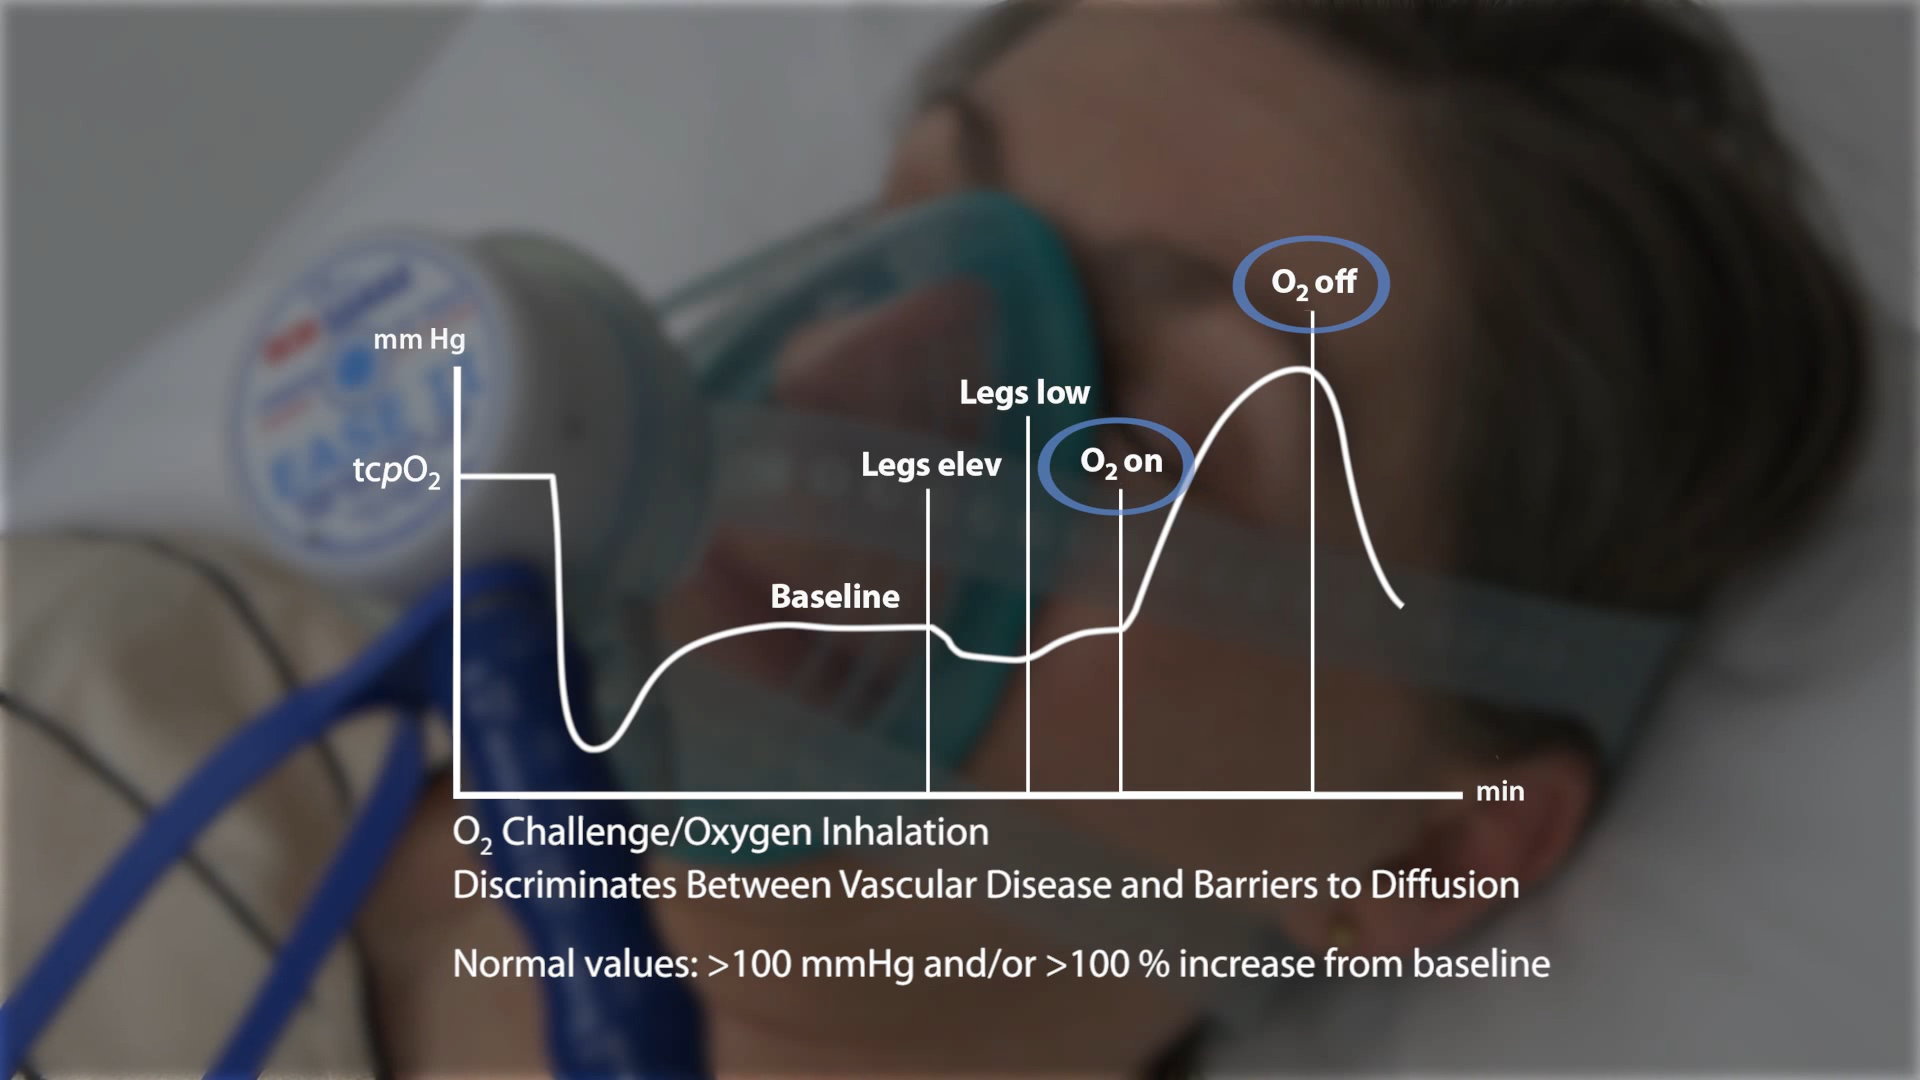 O₂ off
mm Hg
Legs low
Legs elev
O₂ on
tcpO₂
Baseline
min
O₂ Challenge/Oxygen Inhalation
Discriminates Between Vascular Disease and Barriers to Diffusion
Normal values: >100 mmHg and/or >100 % increase from baseline